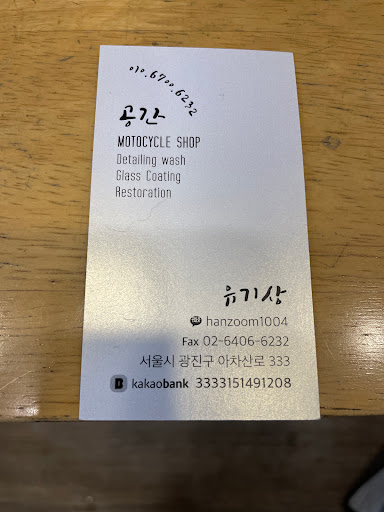 010.6700.6232
공간
MOTOCYCLE SHOP
Detailing wash
Glass Coating
Restoration
유기상
hanzoom1004
Fax 02-6406-6232
서울시 광진구 아차산로 333
B kakaobank 3333151491208